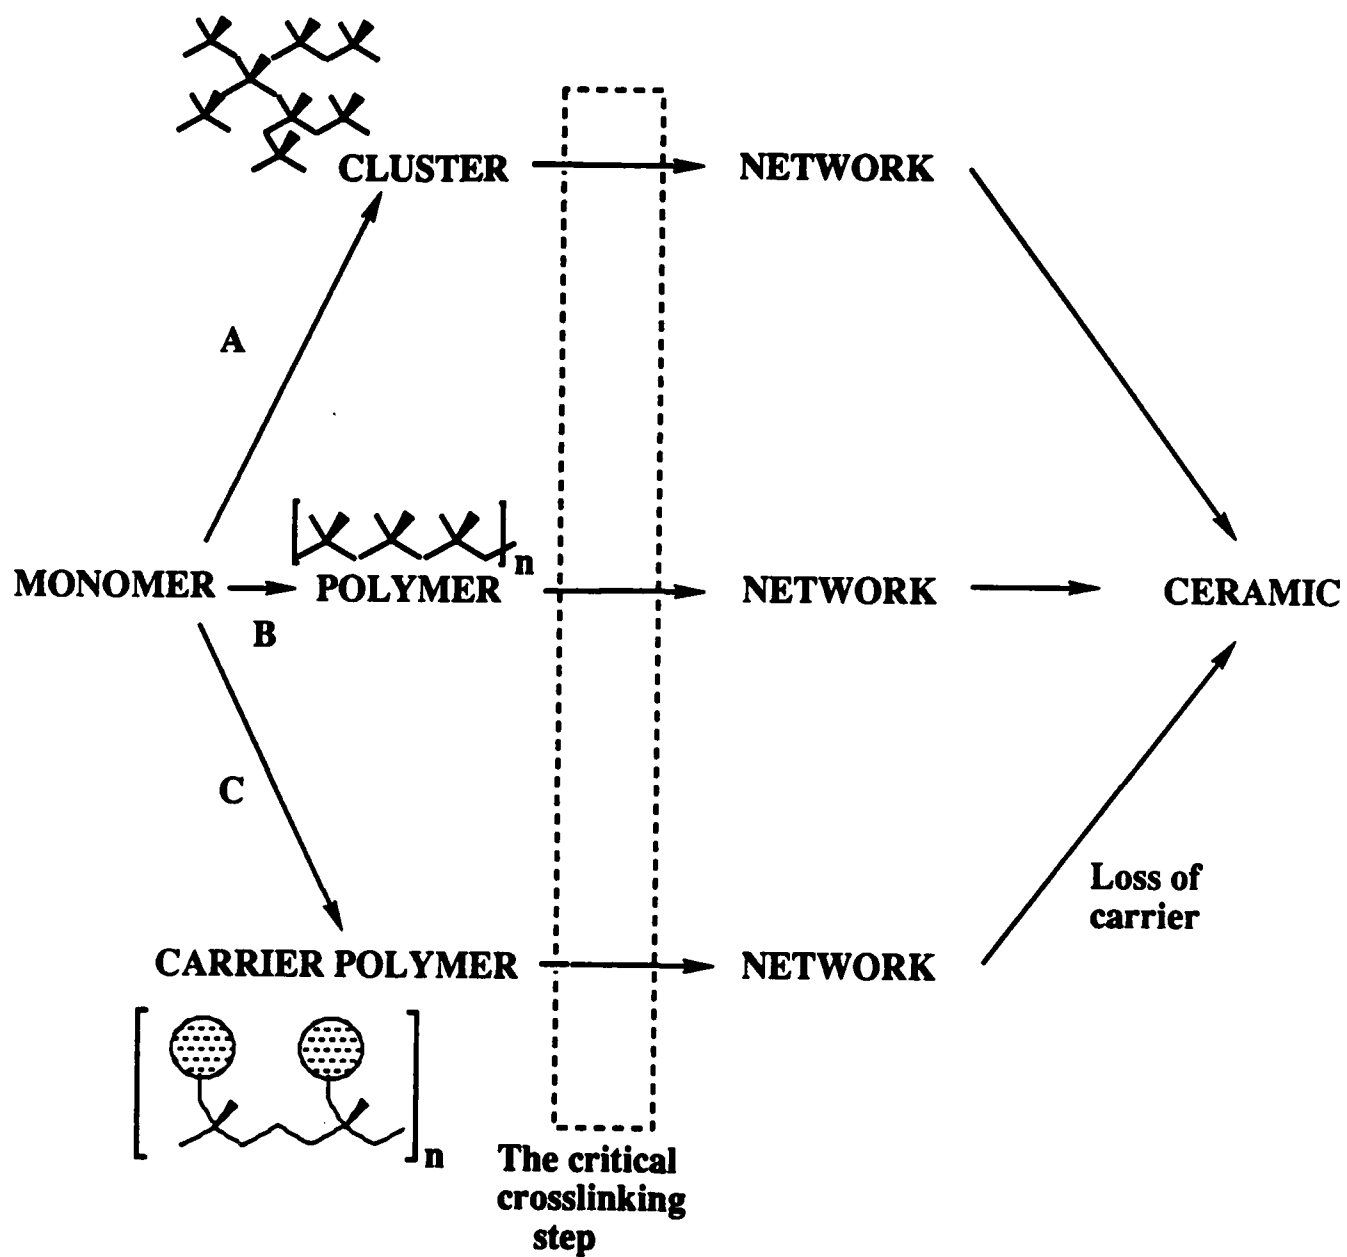 CLUSTER
NETWORK
A
n
MONOMER
POLYMER
NETWORK
CERAMIC
B
C
Loss of
carrier
CARRIER POLYMER
NETWORK
n
The critical
crosslinking
step